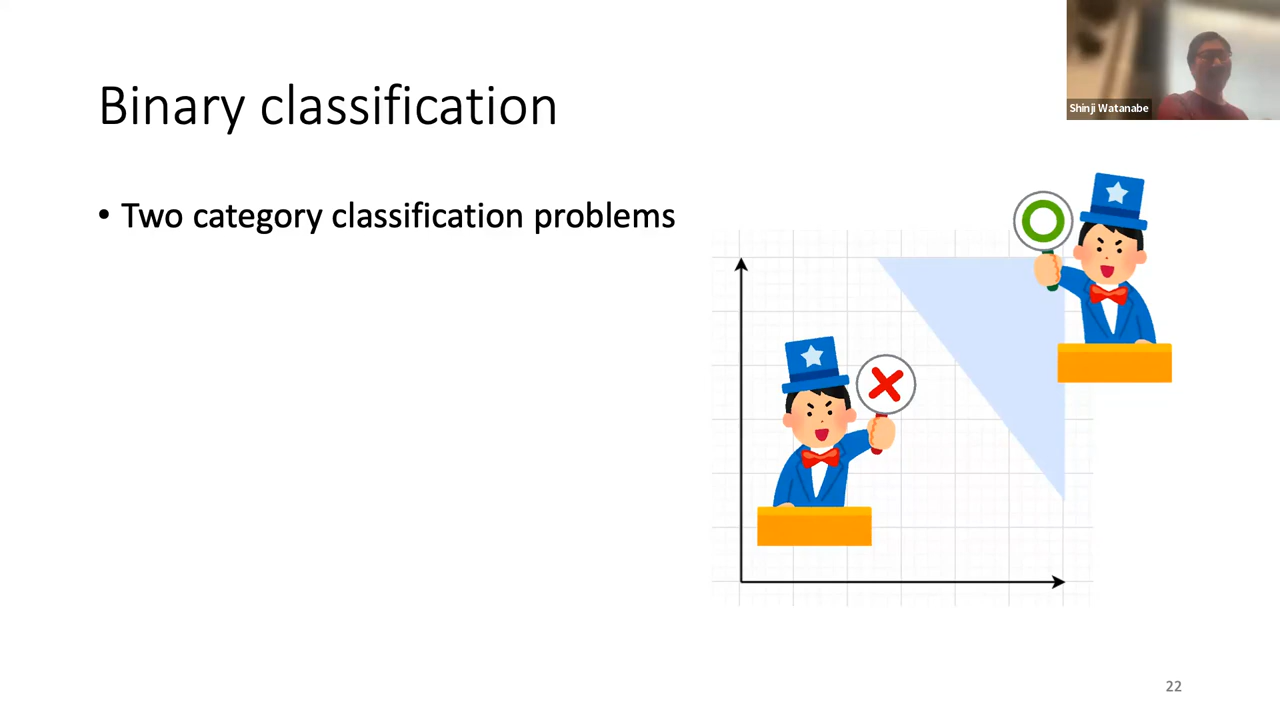 Shinji Watanabe
Binary classification
• Two category classification problems
22